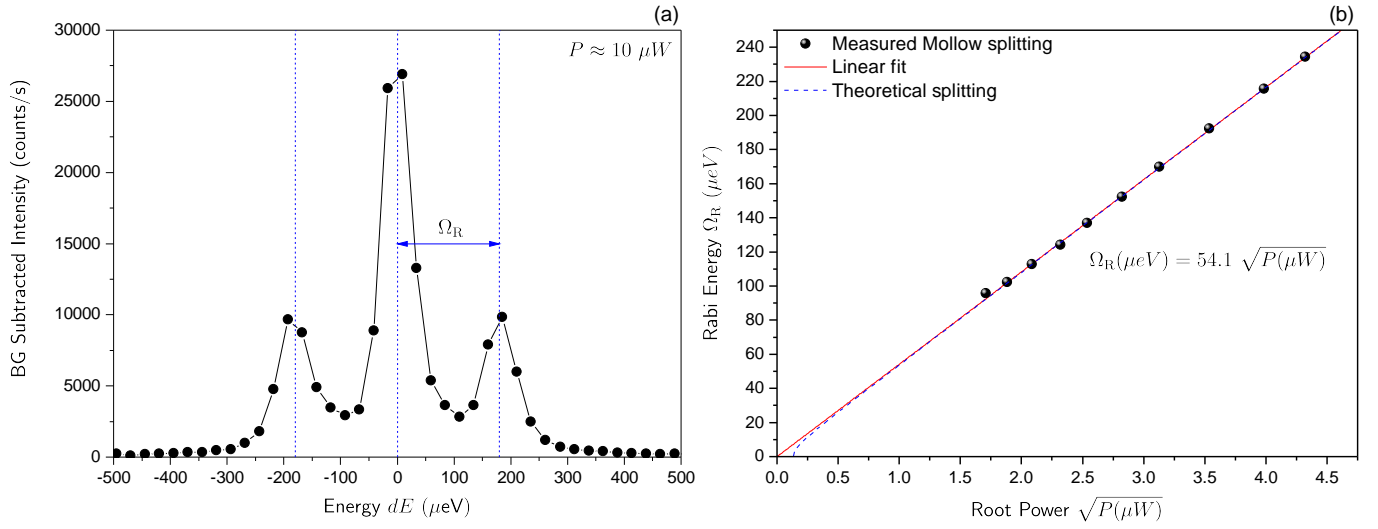 (a)
P ≈ 10 μW
BG Subtracted Intensity (counts/s)
30000
25000
20000
15000
10000
5000
0
Ω_R
-500 -400 -300 -200 -100 0 100 200 300 400 500
Energy dE (μeV)
(b)
Measured Mollow splitting
Linear fit
Theoretical splitting
Rabi Energy Ω_R (μeV)
240
220
200
180
160
140
120
100
80
60
40
20
0
Ω_R(μeV) = 54.1 √P(μW)
0.0 0.5 1.0 1.5 2.0 2.5 3.0 3.5 4.0 4.5
Root Power √P(μW)